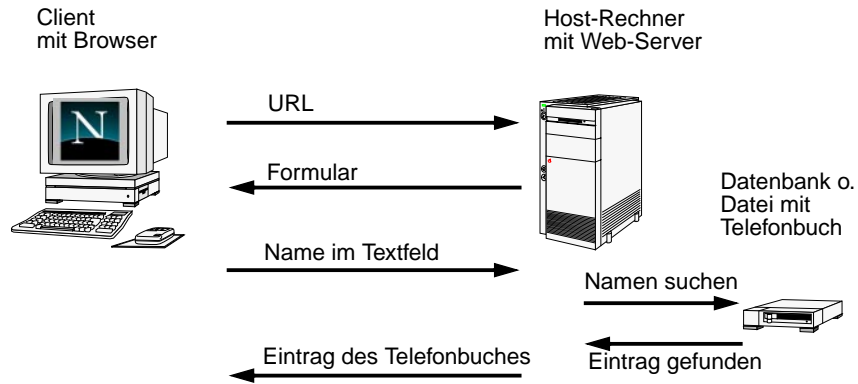 Client
mit Browser
Host-Rechner
mit Web-Server
URL
N
Formular
Datenbank o.
Datei mit
Telefonbuch
Name im Textfeld
Namen suchen
Eintrag des Telefonbuches
Eintrag gefunden